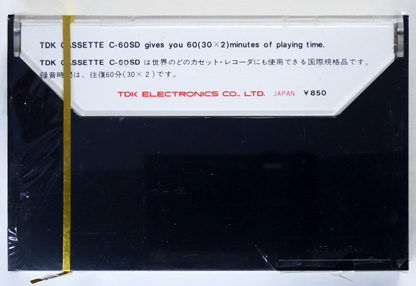 TDK CASSETTE C-60SD gives you 60(30×2)minutes of playing time.
TDK CASSETTE C-60SD は世界のどのカセット・レコーダにも使用できる国際規格品です。
録音時間は、往復60分(30×2)です。
TDK ELECTRONICS CO., LTD. JAPAN ¥850
MADE IN JAPAN